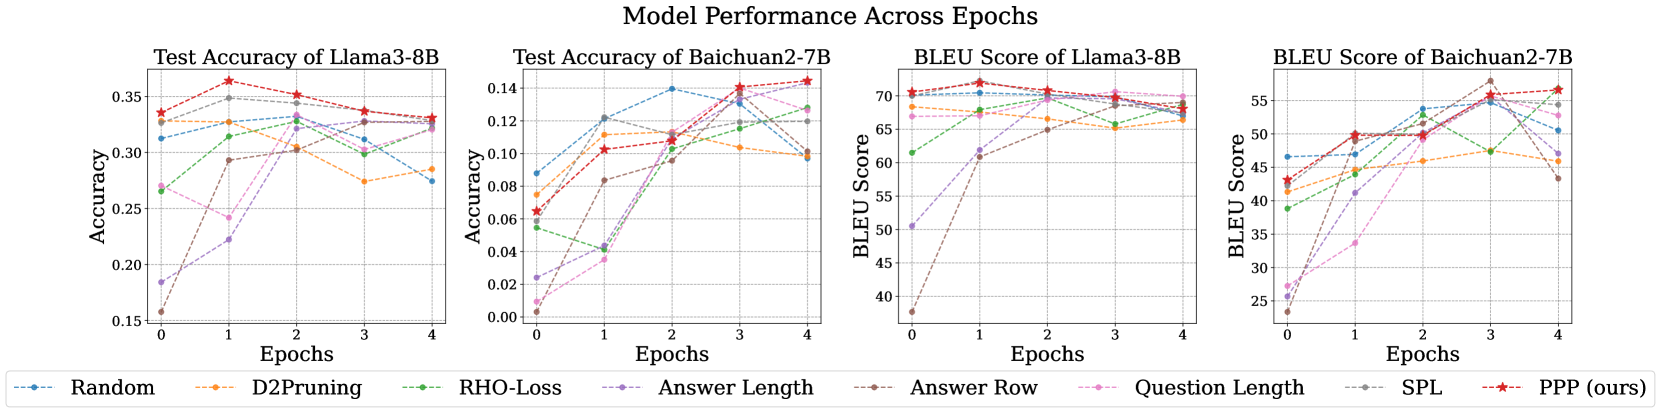 Model Performance Across Epochs
Test Accuracy of Llama3-8B
Accuracy
0.35
0.30
0.25
0.20
0.15
0 1 2 3 4
Epochs
Test Accuracy of Baichuan2-7B
Accuracy
0.14
0.12
0.10
0.08
0.06
0.04
0.02
0.00
0 1 2 3 4
Epochs
BLEU Score of Llama3-8B
BLEU Score
70
65
60
55
50
45
40
0 1 2 3 4
Epochs
BLEU Score of Baichuan2-7B
BLEU Score
55
50
45
40
35
30
25
0 1 2 3 4
Epochs
Random D2Pruning RHO-Loss Answer Length Answer Row Question Length SPL PPP (ours)